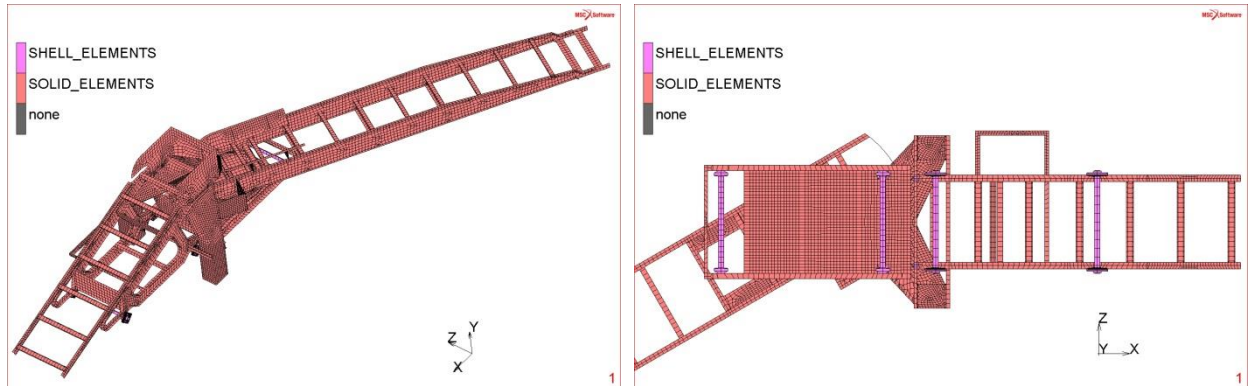 MSC Software
SHELL_ELEMENTS
SOLID_ELEMENTS
none
Y
Z
X
1
MSC Software
SHELL_ELEMENTS
SOLID_ELEMENTS
none
Z
Y X
1